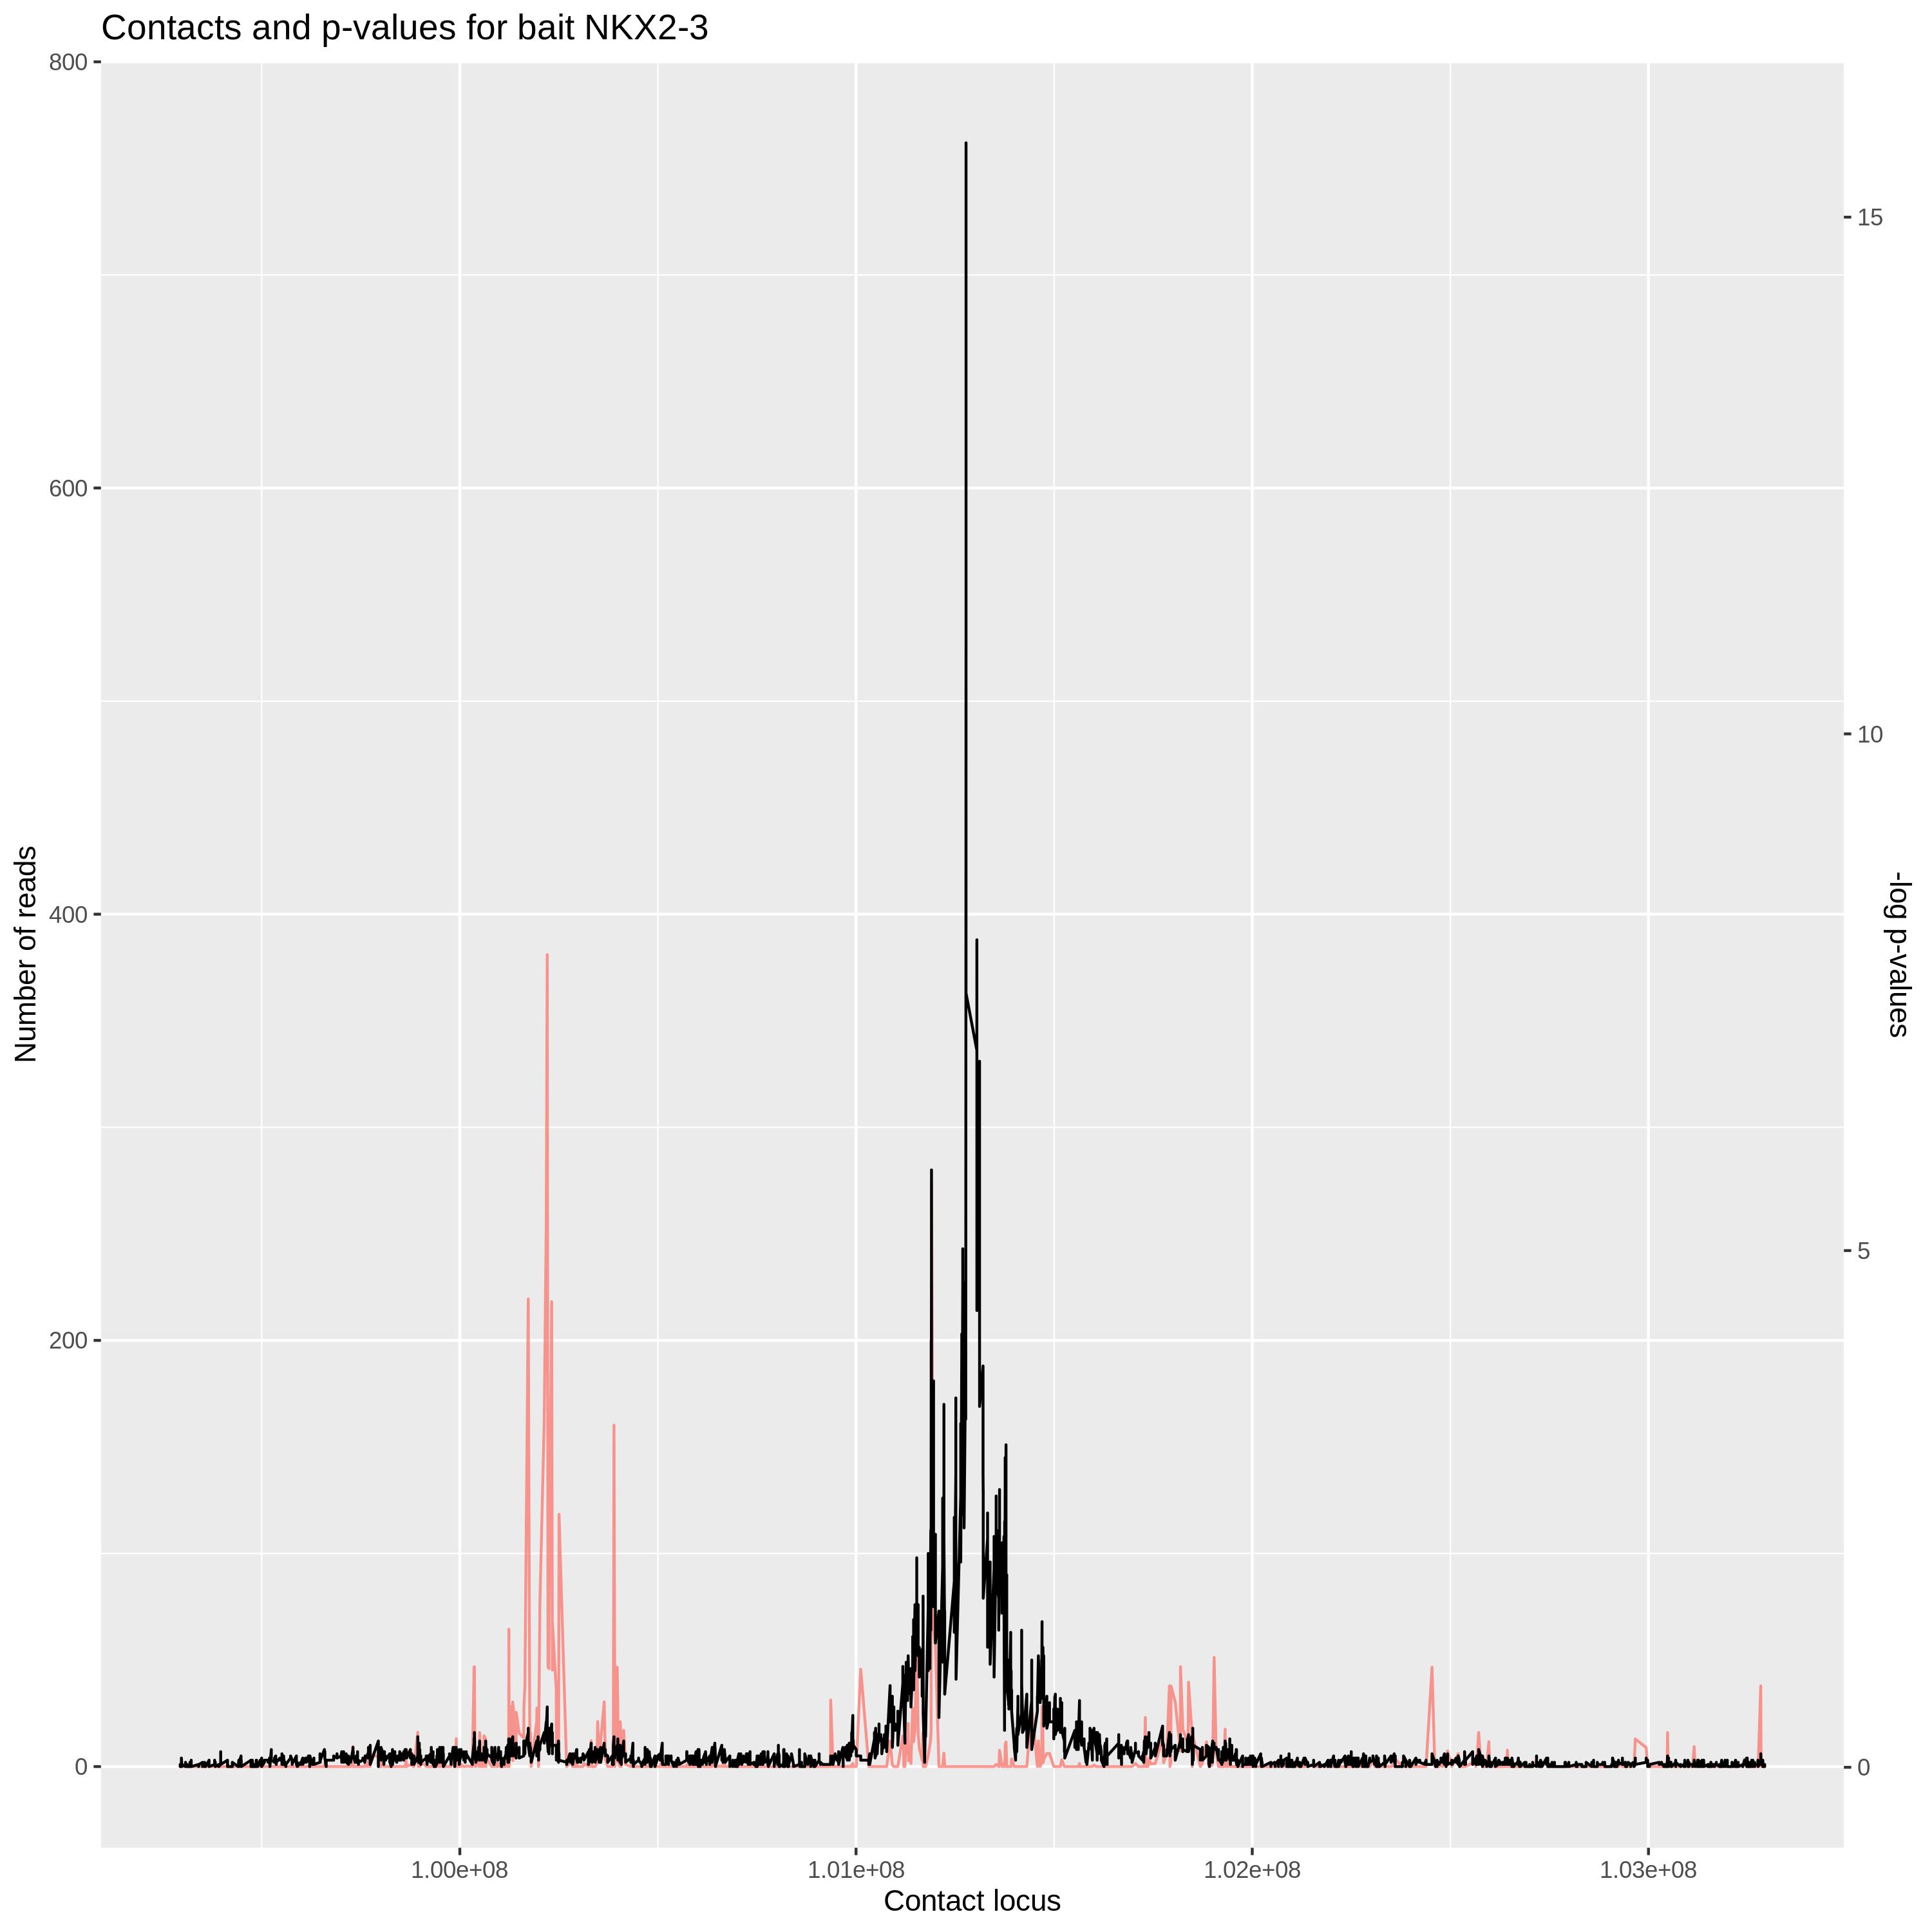 Contacts and p-values for bait NKX2-3
800
600
400
200
0
Number of reads
15
10
5
0
-log p-values
1.00e+08
1.01e+08
1.02e+08
1.03e+08
Contact locus